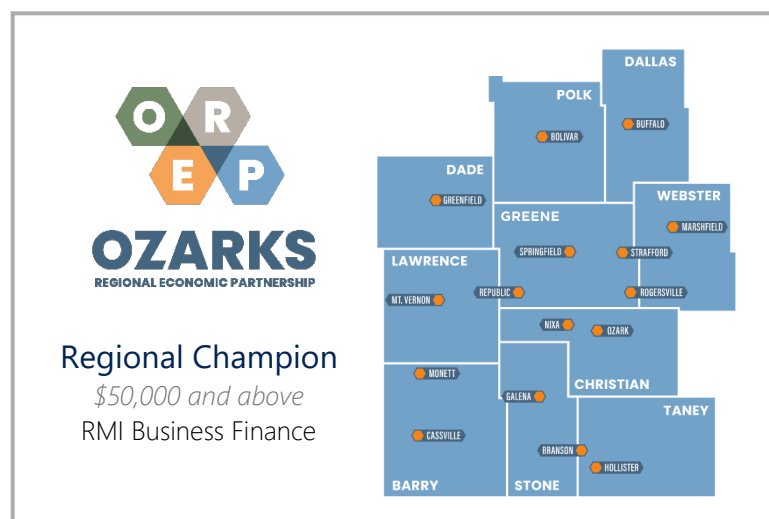 O R
E P
OZARKS
REGIONAL ECONOMIC PARTNERSHIP
Regional Champion
$50,000 and above
RMI Business Finance
DALLAS
POLK
BUFFALO
BOLIVAR
DADE
WEBSTER
GREENFIELD
GREENE
MARSHFIELD
SPRINGFIELD
STRAFFORD
LAWRENCE
REPUBLIC
ROGERSVILLE
MT. VERNON
NIXA
OZARK
MONETT
CHRISTIAN
GALENA
TANEY
CASSVILLE
BRANSON
HOLLISTER
BARRY
STONE